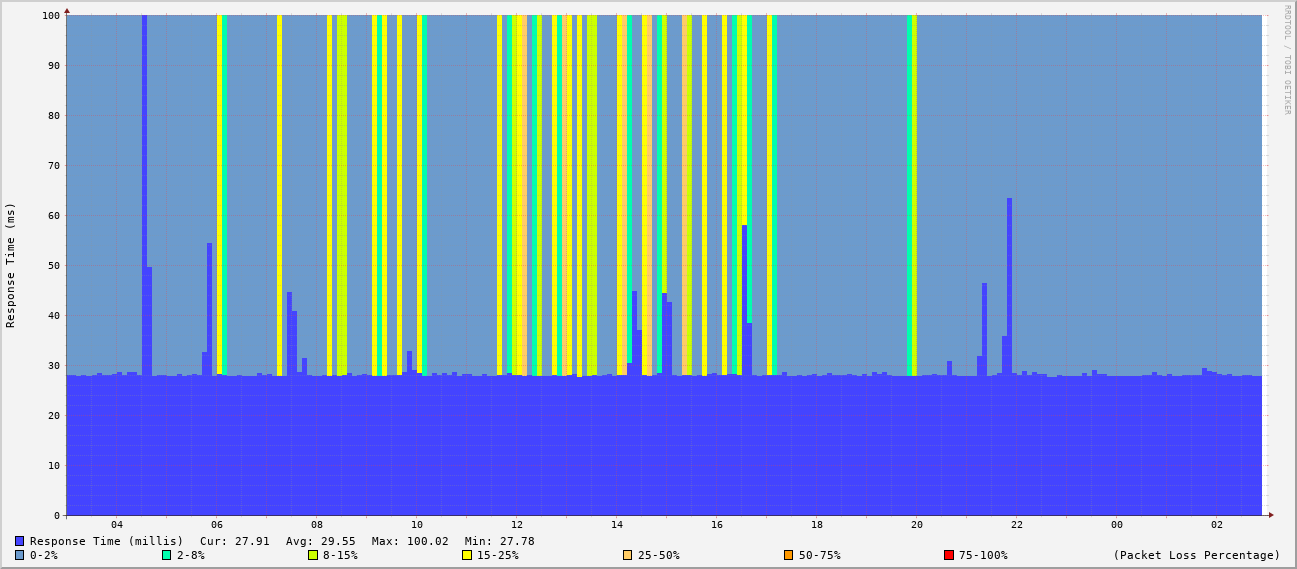 RRDTOOL / TOBI OETIKER
Response Time (ms)
100
90
80
70
60
50
40
30
20
10
0
04 06 08 10 12 14 16 18 20 22 00 02
Response Time (millis) Cur: 27.91 Avg: 29.55 Max: 100.02 Min: 27.78
0-2% 2-8% 8-15% 15-25% 25-50% 50-75% 75-100% (Packet Loss Percentage)